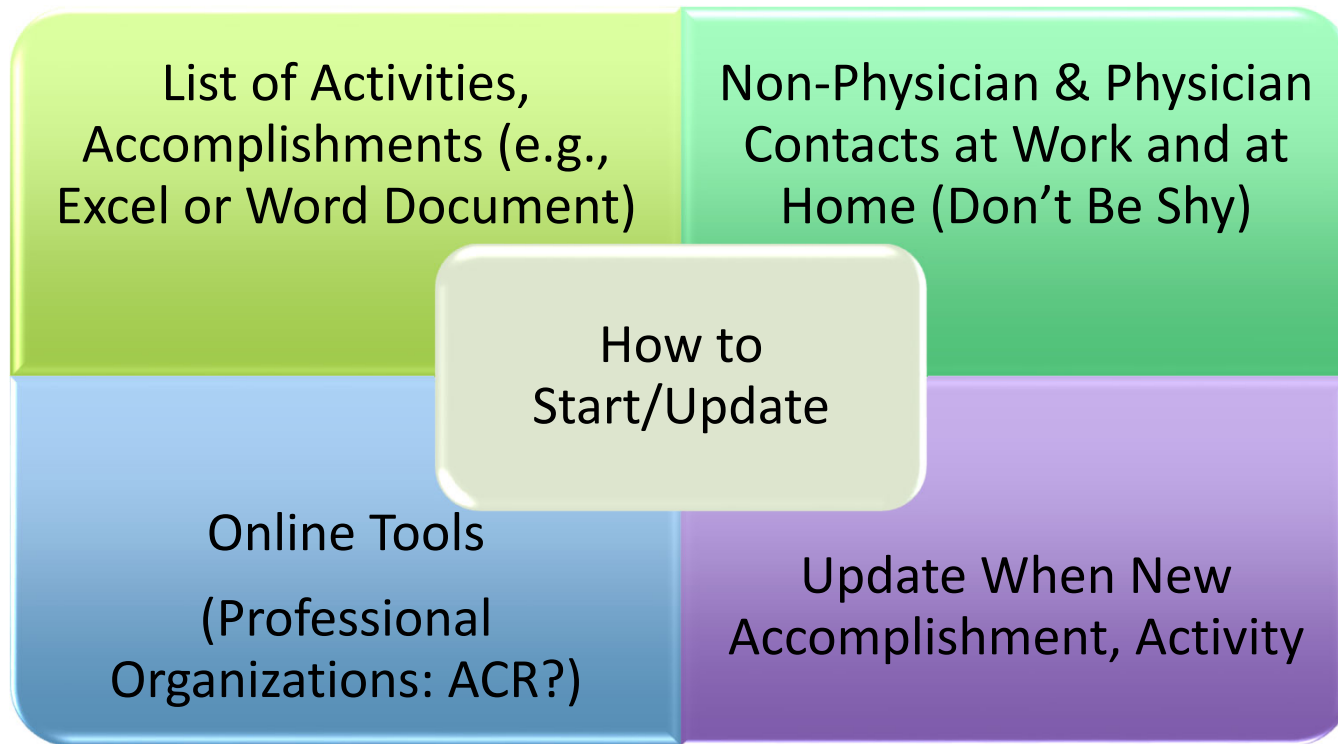 List of Activities,
Accomplishments (e.g.,
Excel or Word Document)
Non-Physician & Physician
Contacts at Work and at
Home (Don’t Be Shy)
How to
Start/Update
Online Tools
(Professional
Organizations: ACR?)
Update When New
Accomplishment, Activity